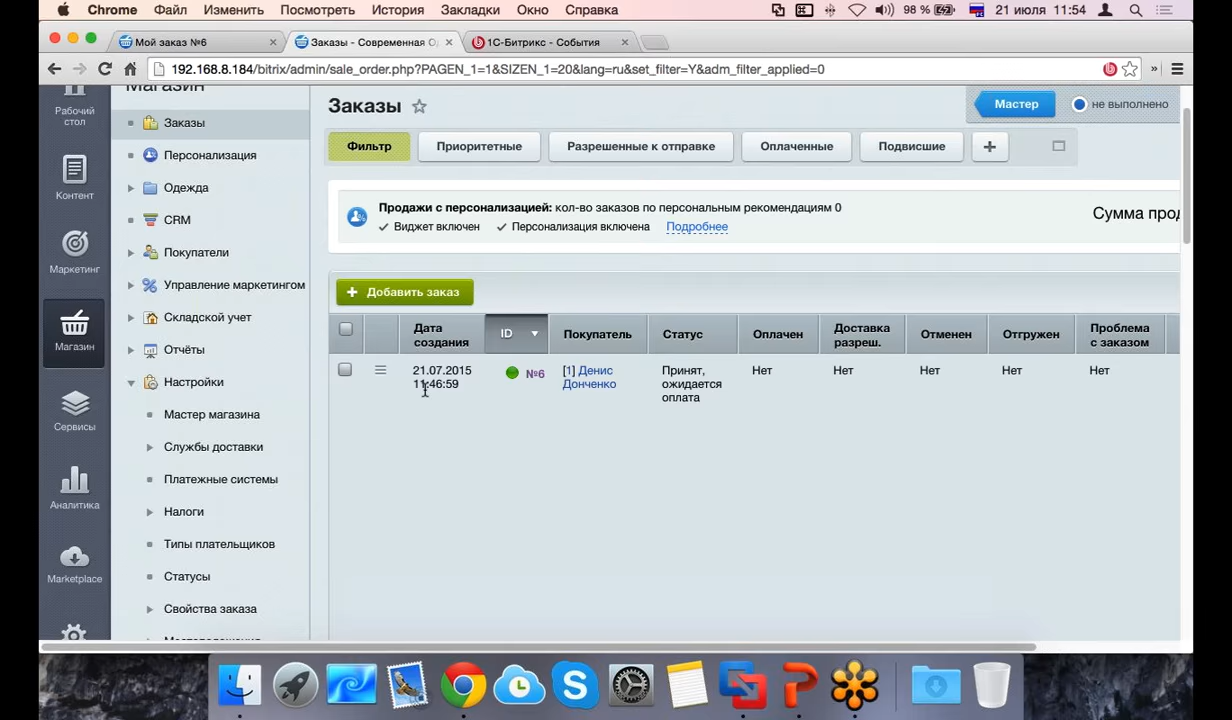 Chrome Файл Изменить Посмотреть История Закладки Окно Справка 98 % 21 июля 11:54
Мой заказ №6
Заказы - Современная О
1С-Битрикс - События
192.168.8.184/bitrix/admin/sale_order.php?PAGEN_1=1&SIZEN_1=20&lang=ru&set_filter=Y&adm_filter_applied=0
Рабочий
стол
Контент
Маркетинг
Магазин
Сервисы
Аналитика
Marketplace
Магазин
Заказы
Персонализация
Одежда
CRM
Покупатели
Управление маркетингом
Складской учет
Отчёты
Настройки
Мастер магазина
Службы доставки
Платежные системы
Налоги
Типы плательщиков
Статусы
Свойства заказа
Заказы
Мастер
не выполнено
Фильтр
Приоритетные
Разрешенные к отправке
Оплаченные
Подвисшие
Продажи с персонализацией: кол-во заказов по персональным рекомендациям 0
Виджет включен Персонализация включена Подробнее
Сумма прод
Добавить заказ
Дата
создания
ID
Покупатель
Статус
Оплачен
Доставка
разреш.
Отменен
Отгружен
Проблема
с заказом
21.07.2015
11:46:59
№6
[1] Денис
Донченко
Принят,
ожидается
оплата
Нет
Нет
Нет
Нет
Нет